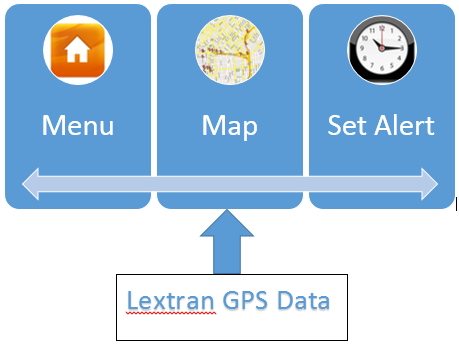 Menu
Map
Set Alert
Lextran GPS Data